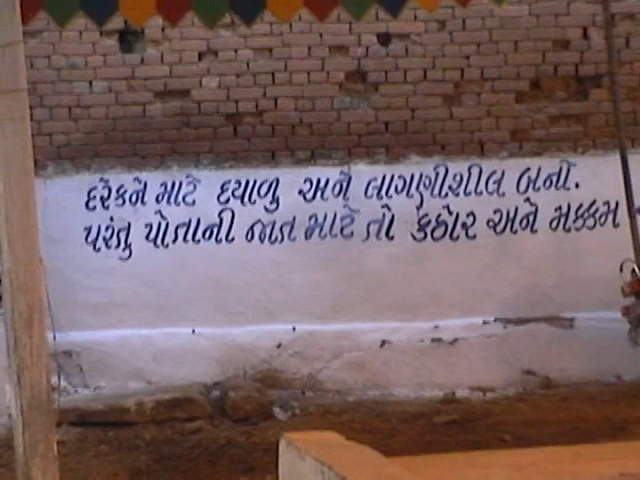 દરેકને માટે દયાળુ અને લાગણીશીલ બનો.
પરંતુ પોતાની જાત માટે તો કઠોર અને મક્કમ